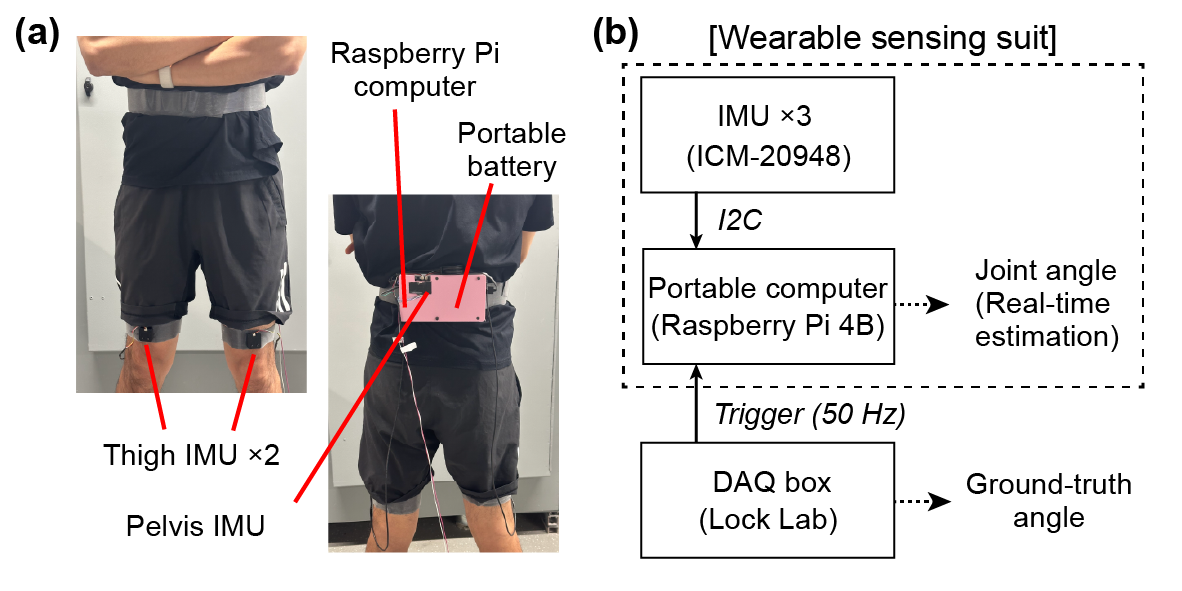 (a)
Raspberry Pi
computer
Portable
battery
Thigh IMU ×2
Pelvis IMU
(b)
[Wearable sensing suit]
IMU ×3
(ICM-20948)
I2C
Portable computer
(Raspberry Pi 4B)
Joint angle
(Real-time
estimation)
Trigger (50 Hz)
DAQ box
(Lock Lab)
Ground-truth
angle